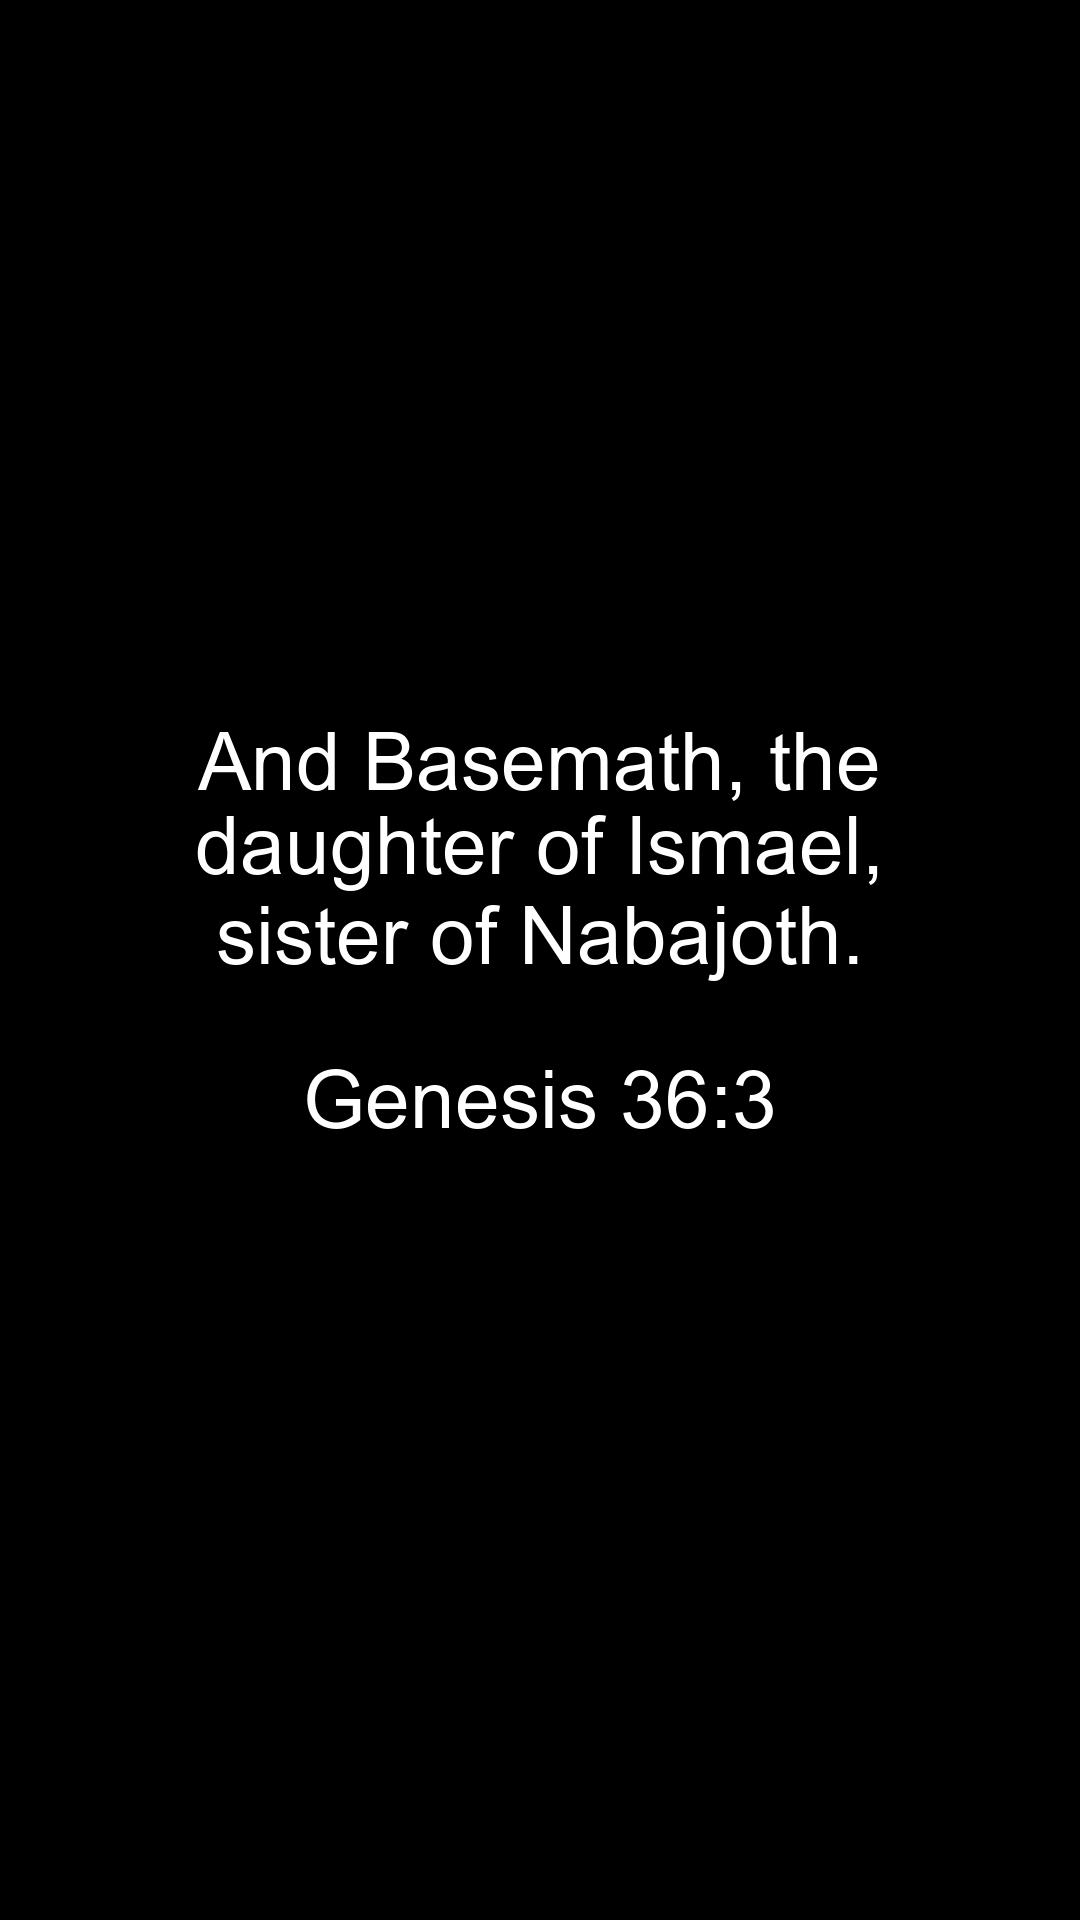 And Basemath, the
daughter of Ismael,
sister of Nabajoth.
Genesis 36:3